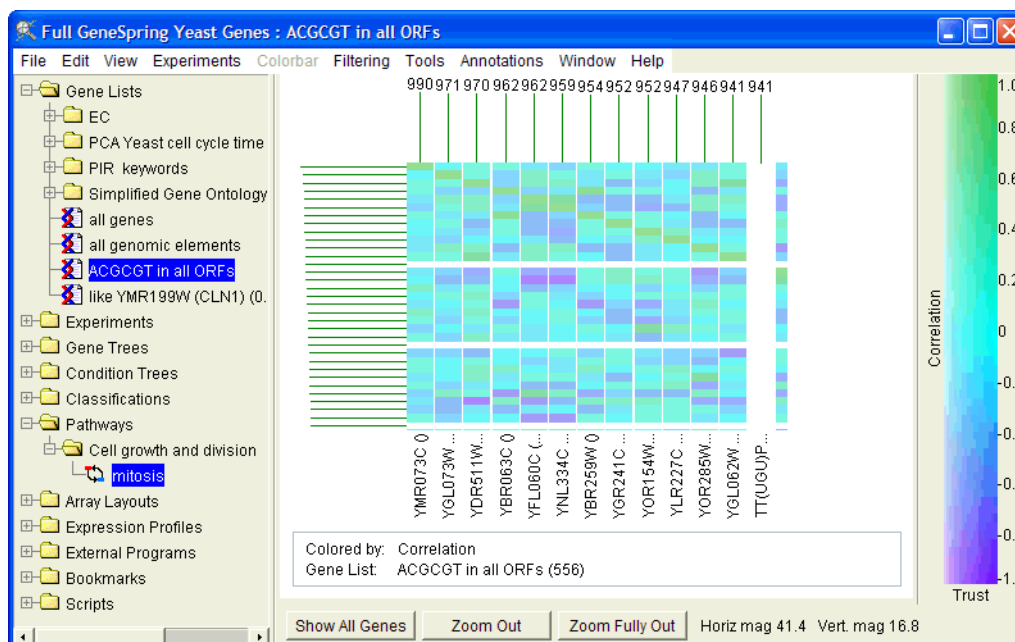 Full GeneSpring Yeast Genes : ACGCGT in all ORFs
File Edit View Experiments Colorbar Filtering Tools Annotations Window Help
Gene Lists
EC
PCA Yeast cell cycle time
PIR keywords
Simplified Gene Ontology
all genes
all genomic elements
ACGCGT in all ORFs
like YMR199W (CLN1) (0.
Experiments
Gene Trees
Condition Trees
Classifications
Pathways
Cell growth and division
mitosis
Array Layouts
Expression Profiles
External Programs
Bookmarks
Scripts
990 971 970 962 962 959 954 952 952 947 946 941 941
YMR073C ()
YGL073W ...
YDR511W...
YBR063C ()
YFL060C (...
YNL334C ...
YBR259W ()
YGR241C ...
YOR154W...
YLR227C ...
YOR285W...
YGL062W ...
TT(UGU)P...
Colored by: Correlation
Gene List: ACGCGT in all ORFs (556)
Show All Genes Zoom Out Zoom Fully Out Horiz mag 41.4 Vert. mag 16.8
1.0
0.8
0.6
0.4
0.2
0
-0.
-0.
-0.
-0.
-1.
Correlation
Trust